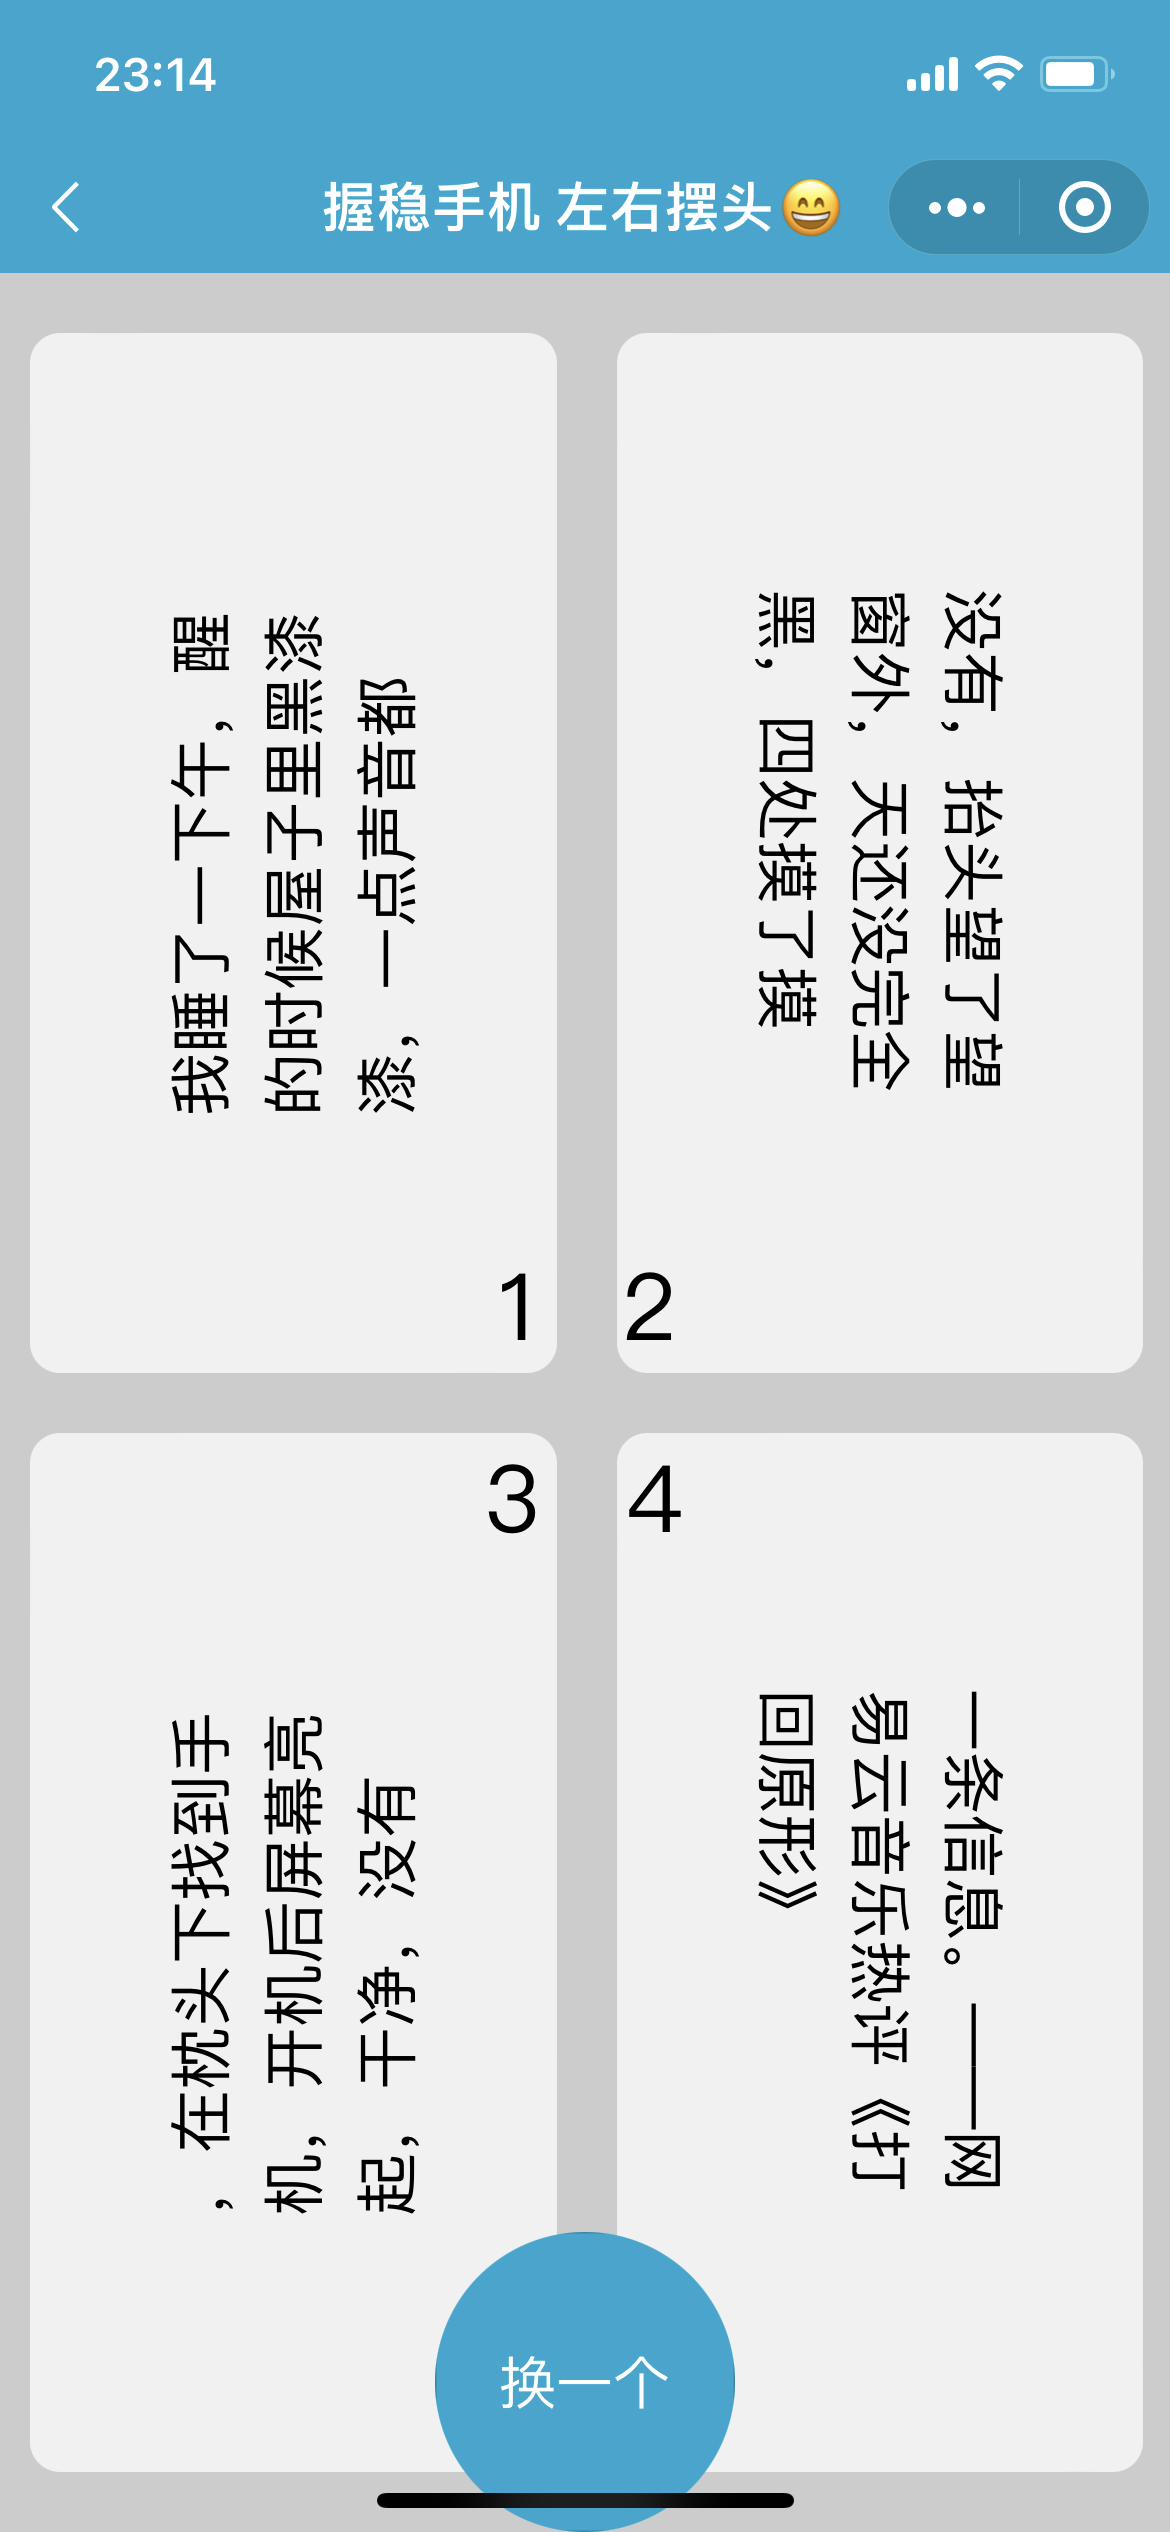 23:14
握稳手机 左右摆头😄
我睡了一下午，醒
的时候屋子里黑漆
漆，一点声音都
1
没有，抬头望了望
窗外，天还没完全
黑，四处摸了摸
2
3
，在枕头下找到手
机，开机后屏幕亮
起，干净，没有
4
一条信息。——网
易云音乐热评《打
回原形》
换一个